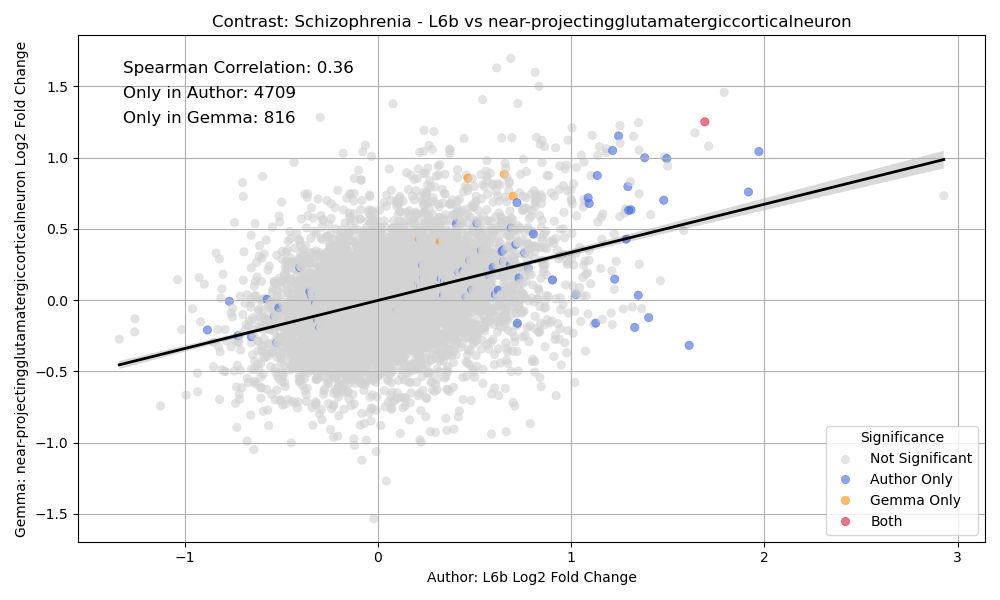 Contrast: Schizophrenia - L6b vs near-projectingglutamatergiccorticalneuron
Gemma: near-projectingglutamatergiccorticalneuron Log2 Fold Change
Spearman Correlation: 0.36
Only in Author: 4709
Only in Gemma: 816
1.5
1.0
0.5
0.0
−0.5
−1.0
−1.5
Significance
Not Significant
Author Only
Gemma Only
Both
−1
0
1
2
3
Author: L6b Log2 Fold Change